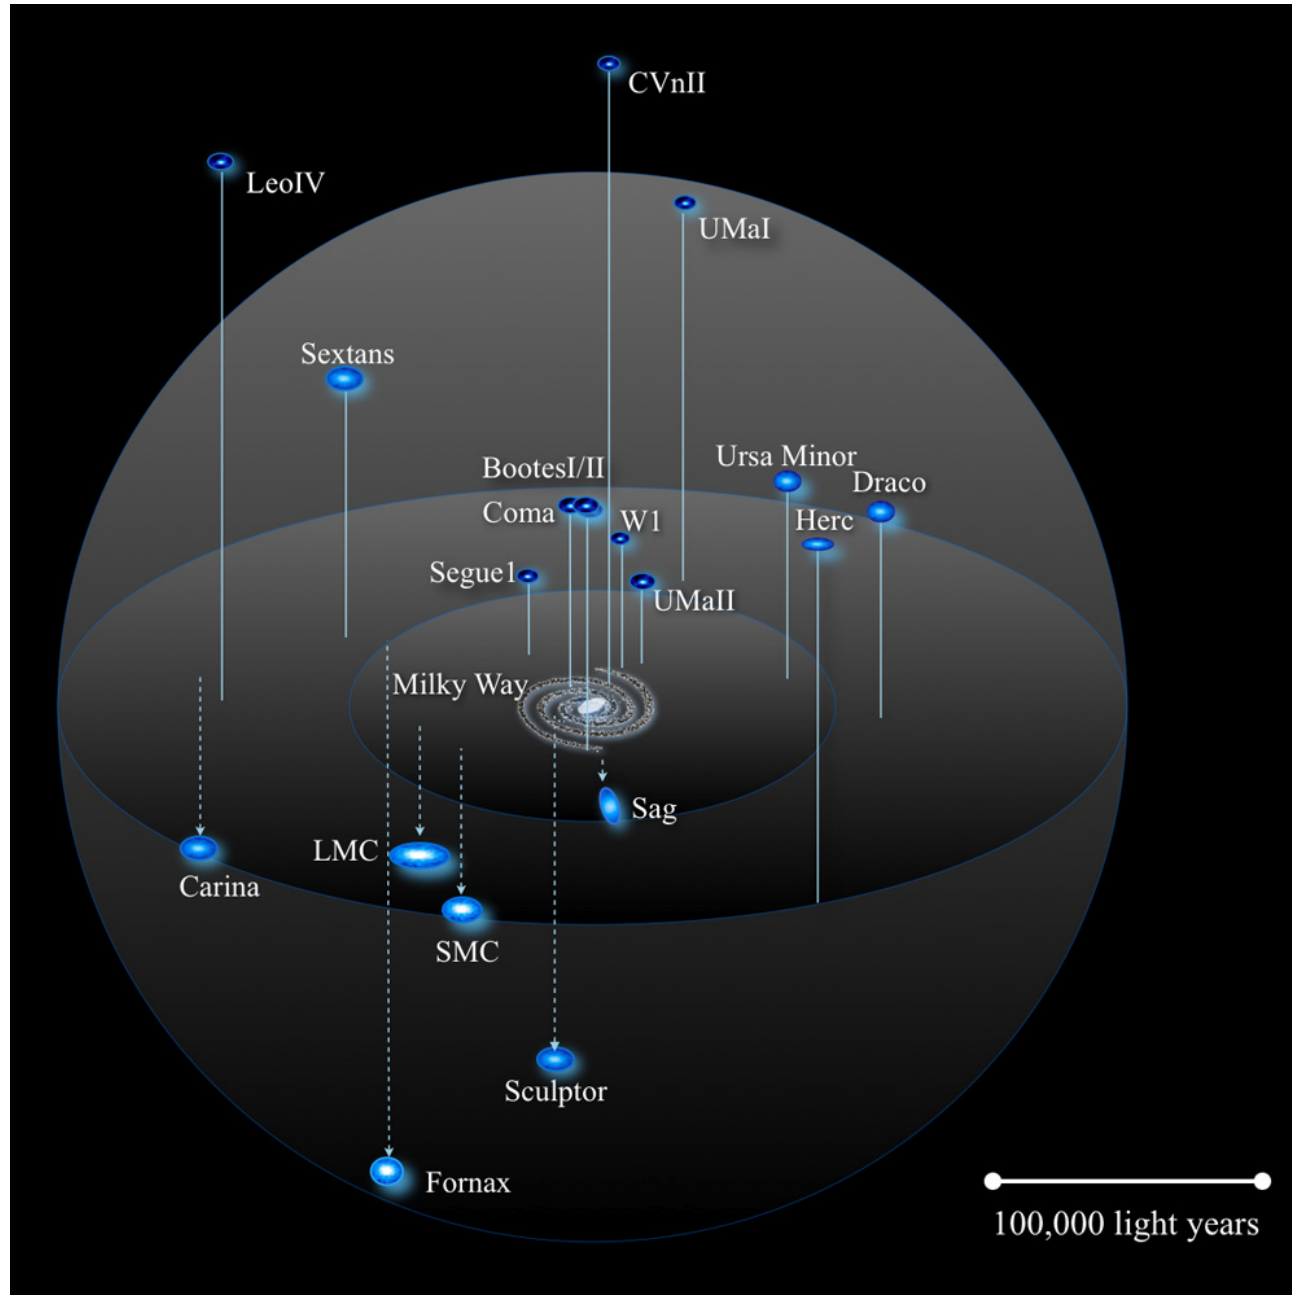 CVnII
LeoIV
UMaI
Sextans
Ursa Minor
BootesI/II
Draco
Coma
W1
Herc
Segue1
UMaII
Milky Way
Sag
LMC
Carina
SMC
Sculptor
Fornax
100,000 light years